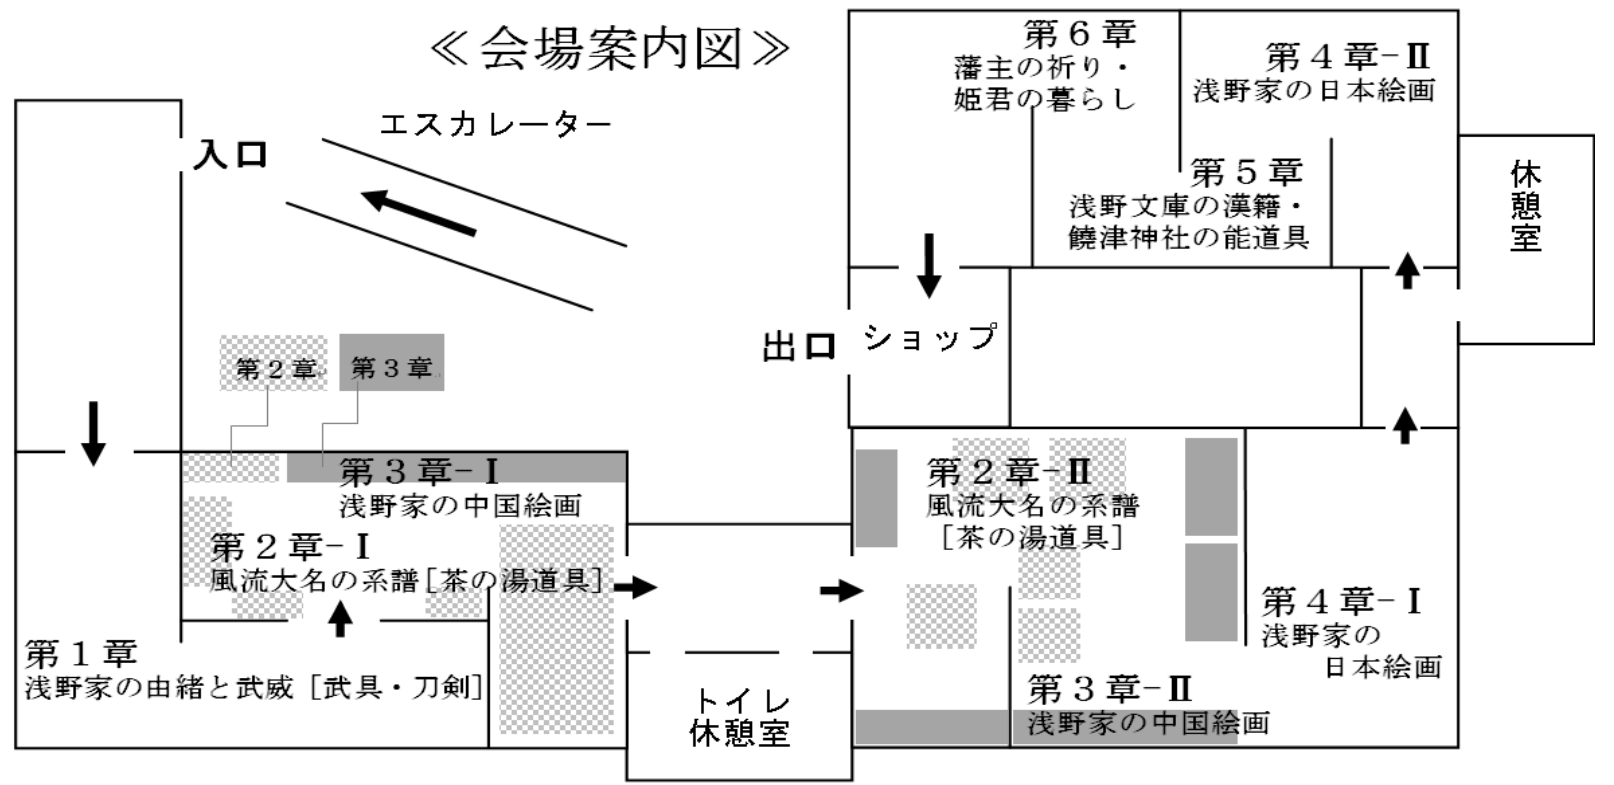 ≪会場案内図≫
エスカレーター
入口
第２章
第３章
第３章-Ⅰ
浅野家の中国絵画
第２章-Ⅰ
風流大名の系譜［茶の湯道具］
第１章
浅野家の由緒と武威［武具・刀剣］
トイレ
休憩室
第２章-Ⅱ
風流大名の系譜
［茶の湯道具］
第３章-Ⅱ
浅野家の中国絵画
第４章-Ⅰ
浅野家の
日本絵画
休憩室
第４章-Ⅱ
浅野家の日本絵画
第５章
浅野文庫の漢籍・
饒津神社の能道具
第６章
藩主の祈り・
姫君の暮らし
ショップ
出口